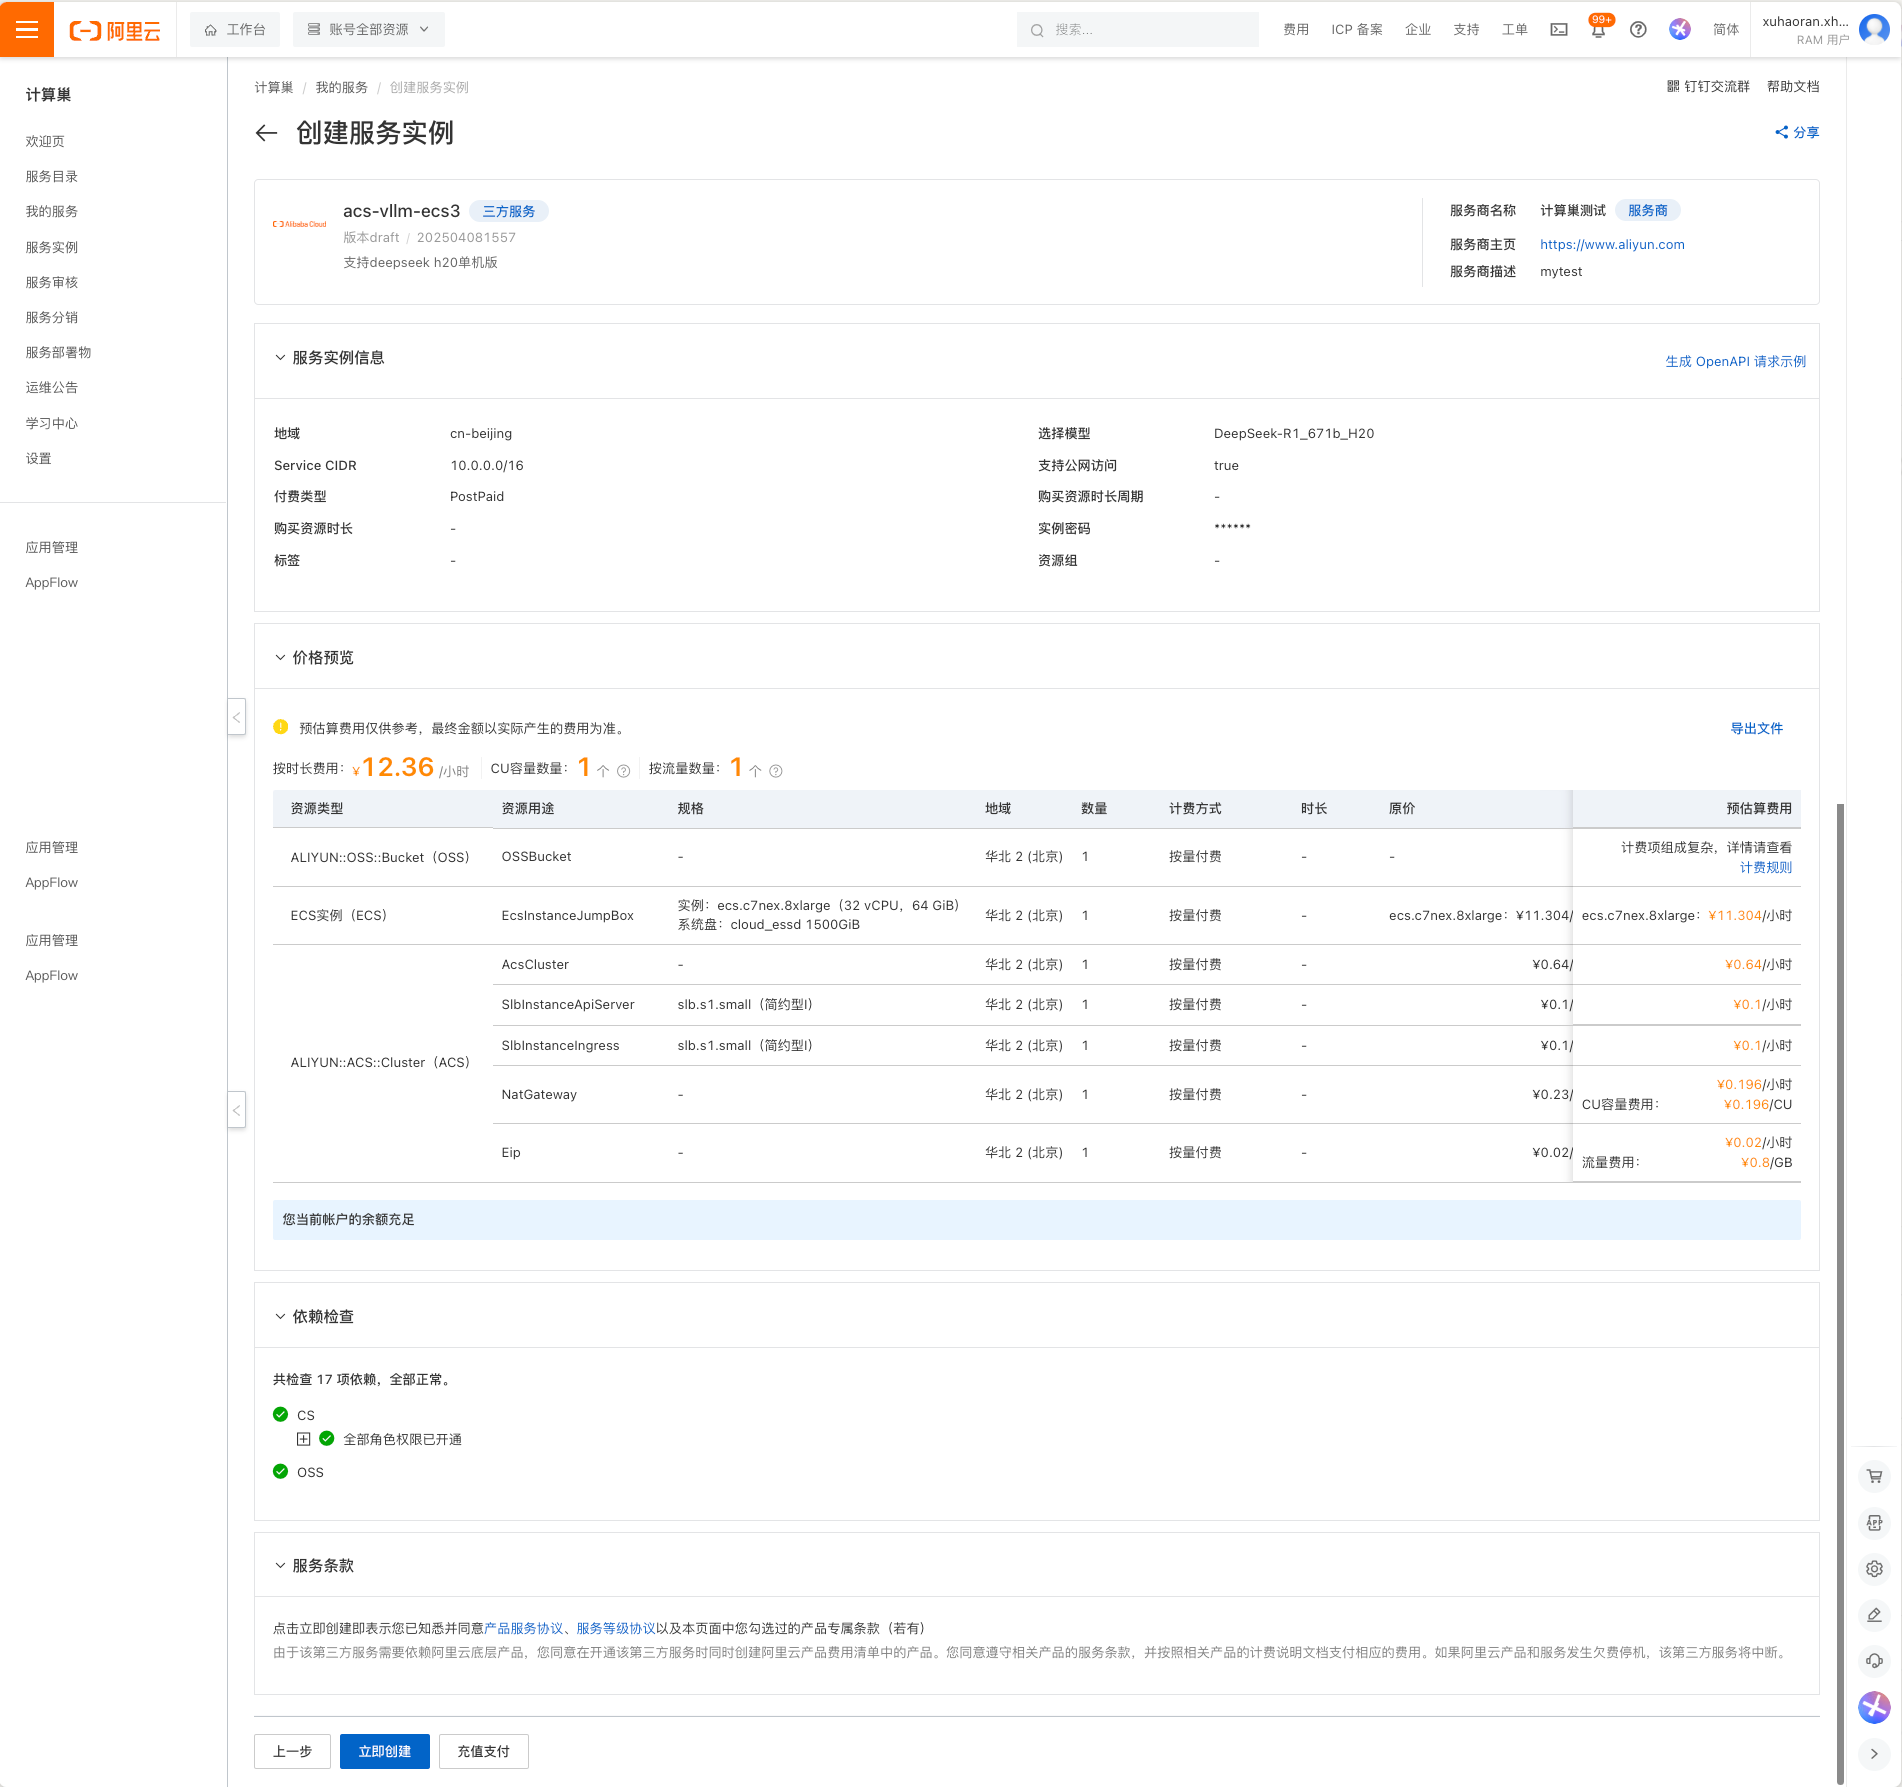 阿里云
工作台
账号全部资源
搜索...
费用
ICP 备案
企业
支持
工单
99+
简体
xuhaoran.xh...
RAM 用户
计算巢
欢迎页
服务目录
我的服务
服务实例
服务审核
服务分销
服务部署物
运维公告
学习中心
设置
应用管理
AppFlow
应用管理
AppFlow
应用管理
AppFlow
计算巢 / 我的服务 / 创建服务实例
钉钉交流群 帮助文档
创建服务实例
分享
Alibaba Cloud
acs-vllm-ecs3 三方服务
版本draft / 202504081557
支持deepseek h20单机版
服务商名称 计算巢测试 服务商
服务商主页 https://www.aliyun.com
服务商描述 mytest
服务实例信息
生成 OpenAPI 请求示例
地域 cn-beijing 选择模型 DeepSeek-R1_671b_H20
Service CIDR 10.0.0.0/16 支持公网访问 true
付费类型 PostPaid 购买资源时长周期 -
购买资源时长 - 实例密码 ******
标签 - 资源组 -
价格预览
预估算费用仅供参考，最终金额以实际产生的费用为准。
导出文件
按时长费用： ¥12.36 /小时 CU容量数量： 1 个 按流量数量： 1 个
资源类型 资源用途 规格 地域 数量 计费方式 时长 原价 预估算费用
ALIYUN::OSS::Bucket（OSS） OSSBucket - 华北 2 (北京) 1 按量付费 - - 计费项组成复杂，详情请查看
计费规则
ECS实例（ECS） EcsInstanceJumpBox 实例：ecs.c7nex.8xlarge（32 vCPU，64 GiB） 华北 2 (北京) 1 按量付费 - ecs.c7nex.8xlarge：¥11.304/ ecs.c7nex.8xlarge：¥11.304/小时
系统盘：cloud_essd 1500GiB
ALIYUN::ACS::Cluster（ACS）
AcsCluster - 华北 2 (北京) 1 按量付费 - ¥0.64/ ¥0.64/小时
SlbInstanceApiServer slb.s1.small（简约型I） 华北 2 (北京) 1 按量付费 - ¥0.1/ ¥0.1/小时
SlbInstanceIngress slb.s1.small（简约型I） 华北 2 (北京) 1 按量付费 - ¥0.1/ ¥0.1/小时
NatGateway - 华北 2 (北京) 1 按量付费 - ¥0.23/ ¥0.196/小时
CU容量费用： ¥0.196/CU
Eip - 华北 2 (北京) 1 按量付费 - ¥0.02/ ¥0.02/小时
流量费用： ¥0.8/GB
您当前帐户的余额充足
依赖检查
共检查 17 项依赖，全部正常。
CS
全部角色权限已开通
OSS
服务条款
点击立即创建即表示您已知悉并同意产品服务协议、服务等级协议以及本页面中您勾选过的产品专属条款（若有）
由于该第三方服务需要依赖阿里云底层产品，您同意在开通该第三方服务时同时创建阿里云产品费用清单中的产品。您同意遵守相关产品的服务条款，并按照相关产品的计费说明文档支付相应的费用。如果阿里云产品和服务发生欠费停机，该第三方服务将中断。
上一步 立即创建 充值支付
APP